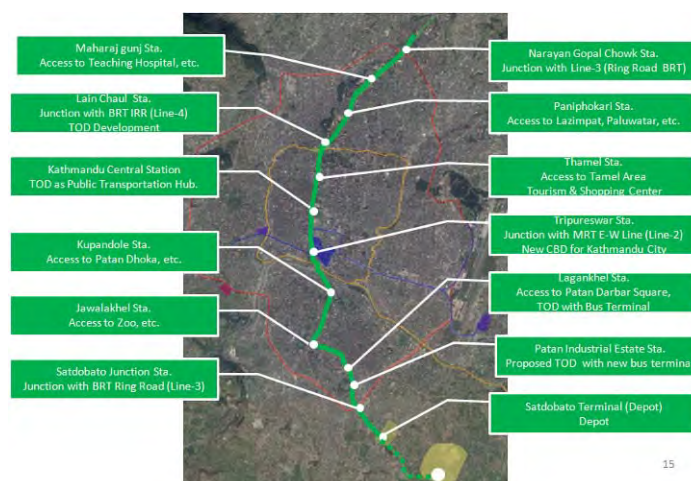 Maharaj gunj Sta.
Access to Teaching Hospital, etc.
Lain Chaul Sta.
Junction with BRT IRR (Line-4)
TOD Development
Kathmandu Central Station
TOD as Public Transportation Hub.
Kupandole Sta.
Access to Patan Dhoka, etc.
Jawalakhel Sta.
Access to Zoo, etc.
Satdobato Junction Sta.
Junction with BRT Ring Road (Line-3)
Narayan Gopal Chowk Sta.
Junction with Line-3 (Ring Road BRT)
Paniphokari Sta.
Access to Lazimpat, Paluwatar, etc.
Thamel Sta.
Access to Tamel Area
Tourism & Shopping Center
Tripureswar Sta.
Junction with MRT E-W Line (Line-2)
New CBD for Kathmandu City
Lagankhel Sta.
Access to Patan Darbar Square,
TOD with Bus Terminal
Patan Industrial Estate Sta.
Proposed TOD with new bus termina
Satdobato Terminal (Depot)
Depot
15